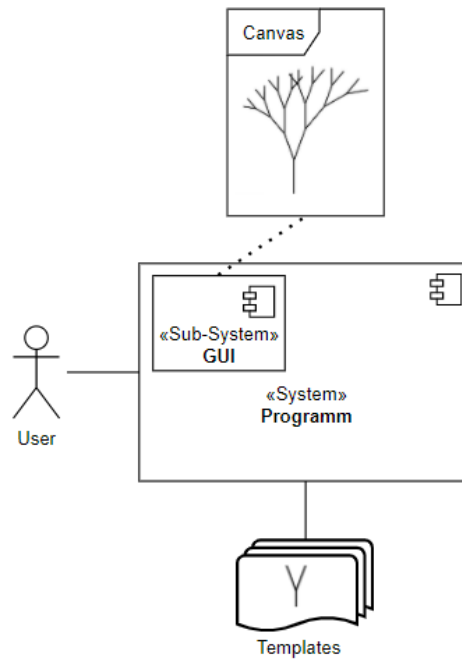 Canvas
«Sub-System»
GUI
«System»
Programm
User
Templates